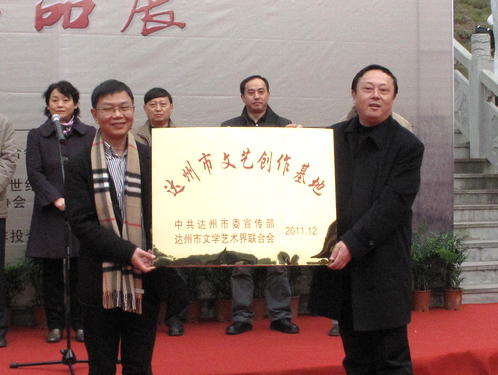 品展
达州市文艺创作基地
中共达州市委宣传部
达州市文学艺术界联合会
2011.12